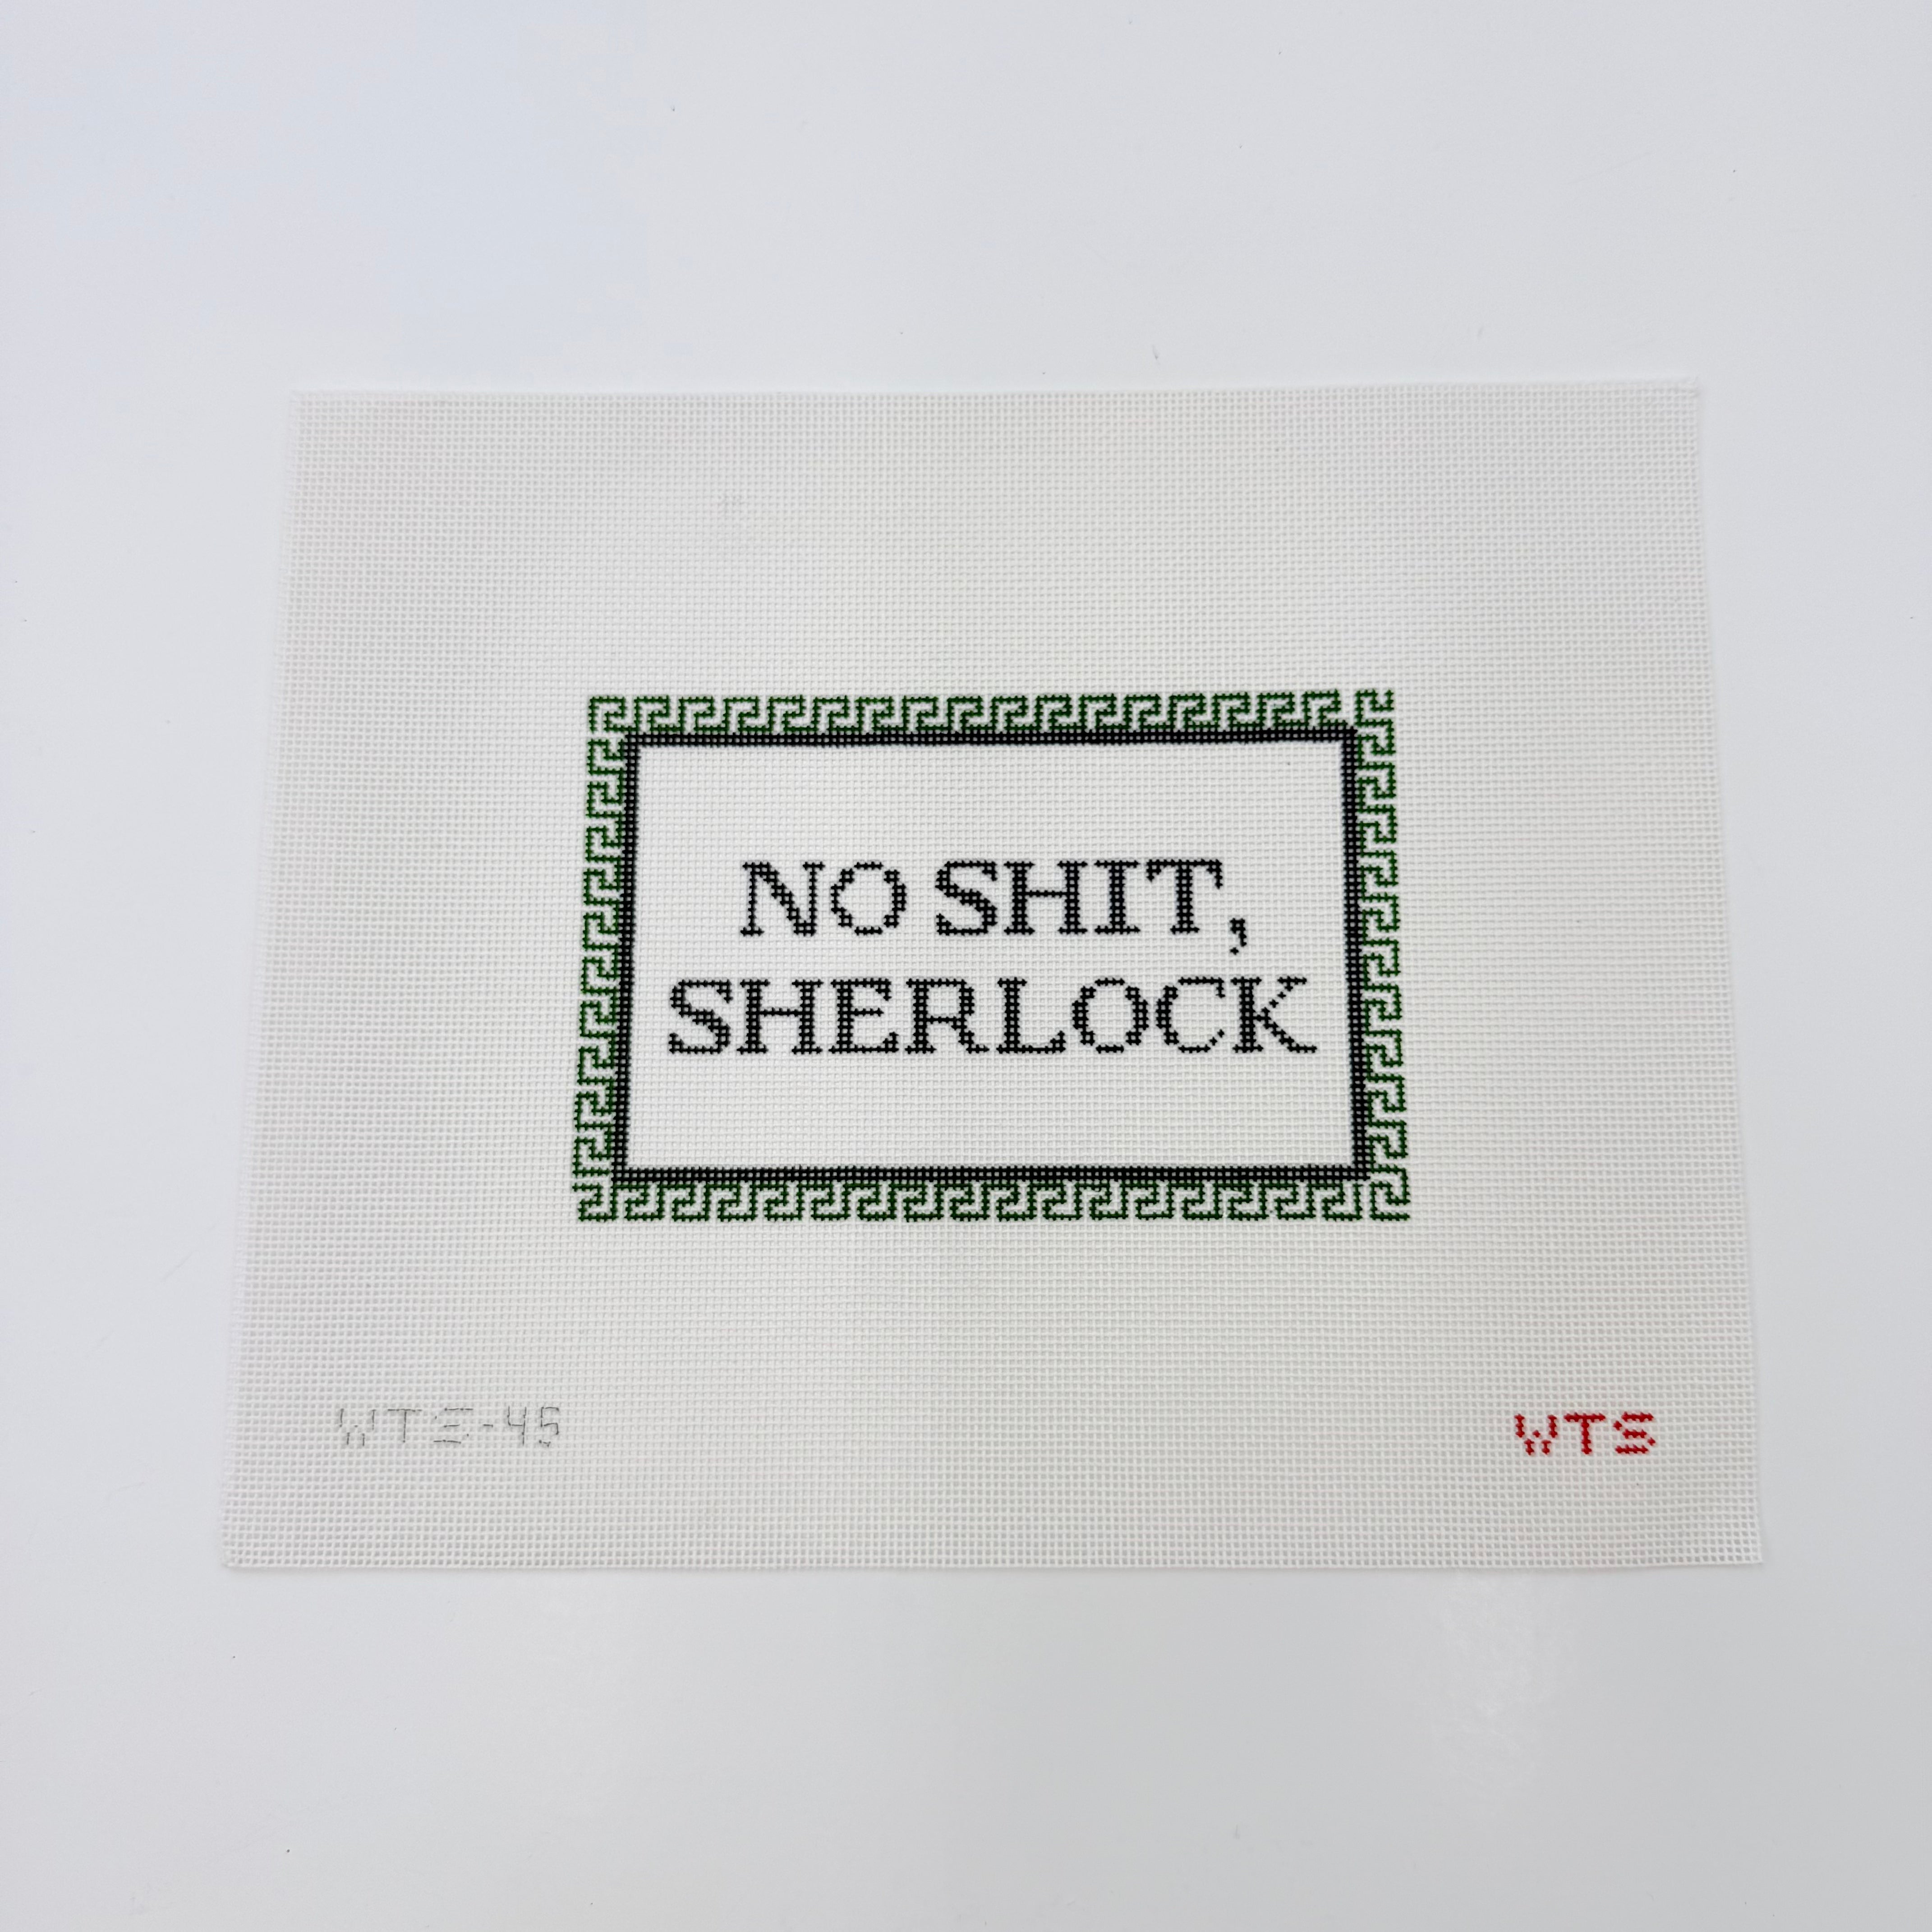 NO SHIT,
SHERLOCK
WTS-45
WTS